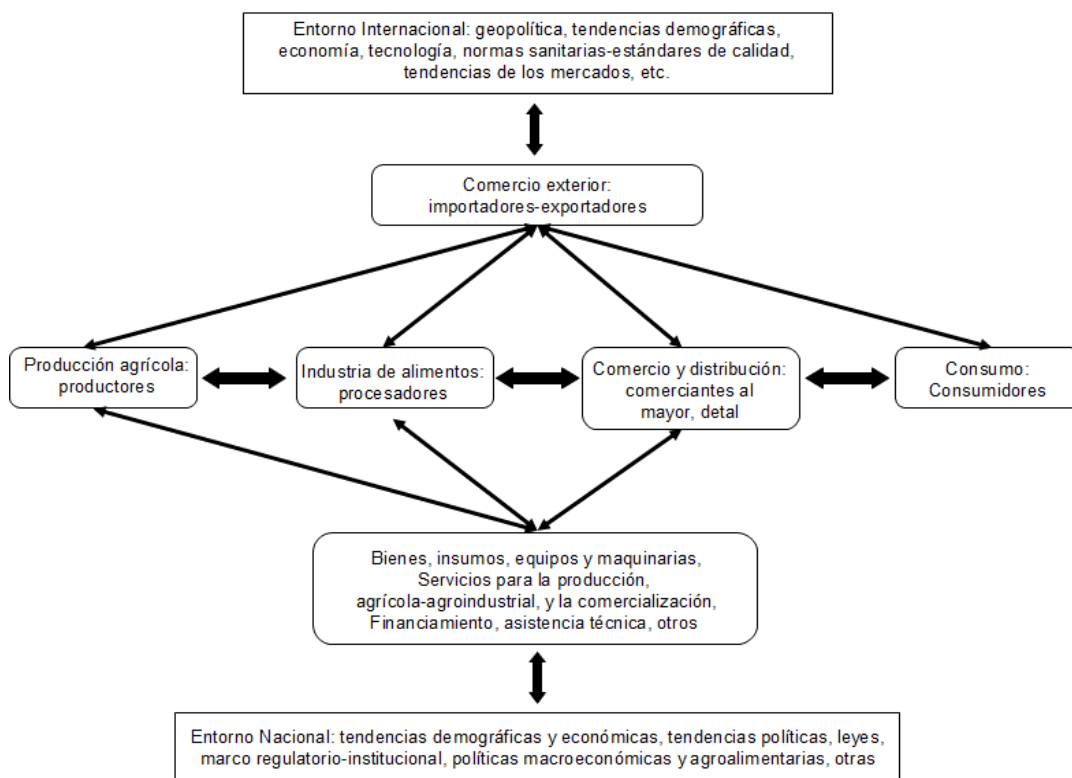 Entorno Internacional: geopolítica, tendencias demográficas,
economía, tecnología, normas sanitarias-estándares de calidad,
tendencias de los mercados, etc.
Comercio exterior:
importadores-exportadores
Producción agrícola:
productores
Industria de alimentos:
procesadores
Comercio y distribución:
comerciantes al
mayor, detal
Consumo:
Consumidores
Bienes, insumos, equipos y maquinarias,
Servicios para la producción,
agrícola-agroindustrial, y la comercialización,
Financiamiento, asistencia técnica, otros
Entorno Nacional: tendencias demográficas y económicas, tendencias políticas, leyes,
marco regulatorio-institucional, políticas macroeconómicas y agroalimentarias, otras